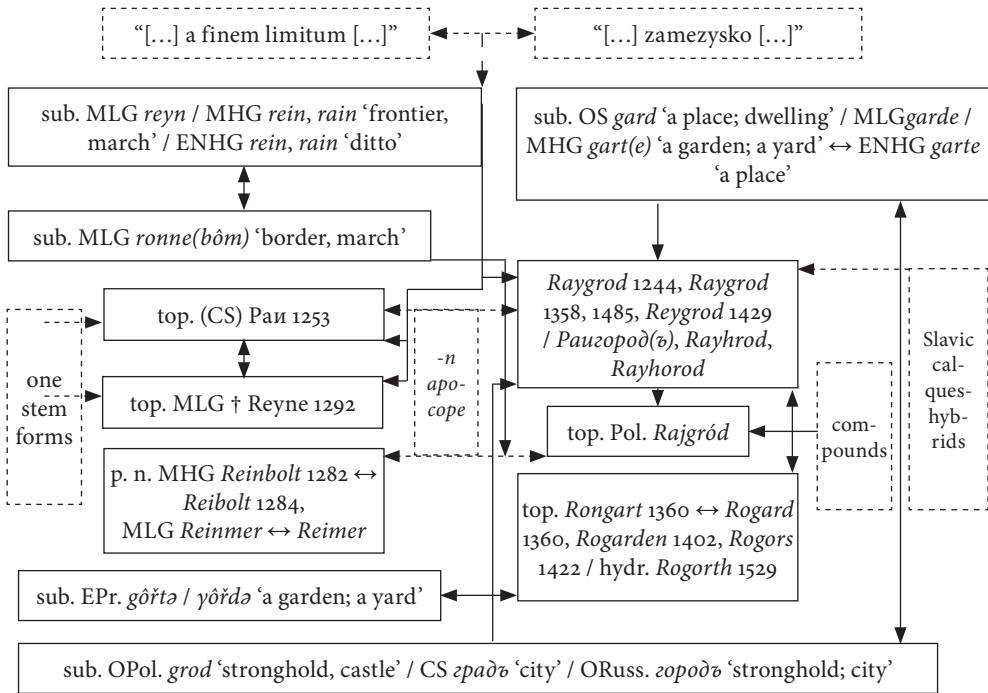 “[…] a finem limitum […]”
“[…] zamezysko […]”
sub. MLG reyn / MHG rein, rain ‘frontier,
march’ / ENHG rein, rain ‘ditto’
sub. OS gard ‘a place; dwelling’ / MLGgarde /
MHG gart(e) ‘a garden; a yard’ ↔ ENHG garte
‘a place’
sub. MLG ronne(bôm) ‘border, march’
Raygrod 1244, Raygrod
1358, 1485, Reygrod 1429
/ Раигород(ъ), Rayhrod,
Rayhorod
top. (CS) Раи 1253
one
stem
forms
-n
apo-
cope
Slavic
cal-
ques-
hyb-
rids
top. MLG † Reyne 1292
top. Pol. Rajgród
com-
pounds
p. n. MHG Reinbolt 1282 ↔
Reibolt 1284,
MLG Reinmer ↔ Reimer
top. Rongart 1360 ↔ Rogard
1360, Rogarden 1402, Rogors
1422 / hydr. Rogorth 1529
sub. EPr. gôřtə / γôřdə ‘a garden; a yard’
sub. OPol. grod ‘stronghold, castle’ / CS градъ ‘city’ / ORuss. городъ ‘stronghold; city’